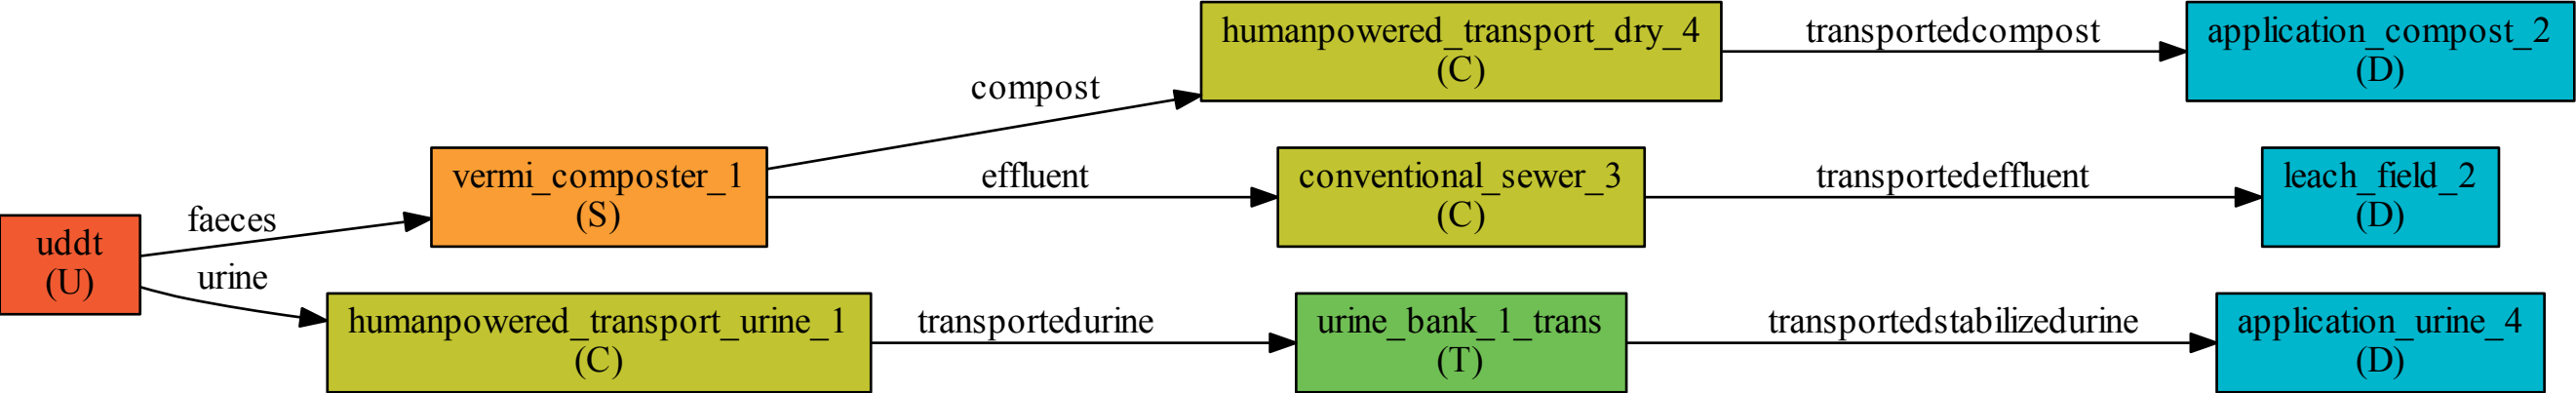 humanpowered_transport_dry_4
(C)
transportedcompost
application_compost_2
(D)
compost
vermi_composter_1
(S)
effluent
conventional_sewer_3
(C)
transportedeffluent
leach_field_2
(D)
faeces
uddt
(U)
urine
humanpowered_transport_urine_1
(C)
transportedurine
urine_bank_1_trans
(T)
transportedstabilizedurine
application_urine_4
(D)